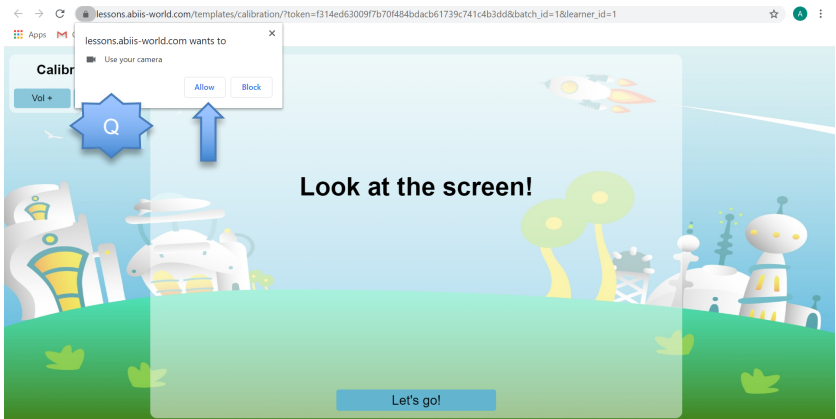 lessons.abiis-world.com/templates/calibration/?token=f314ed63009f7b70f484bdacb61739c741c4b3dd&batch_id=1&learner_id=1
A
Apps
lessons.abiis-world.com wants to
Use your camera
Allow Block
Calibr
Vol +
Q
Look at the screen!
Let's go!